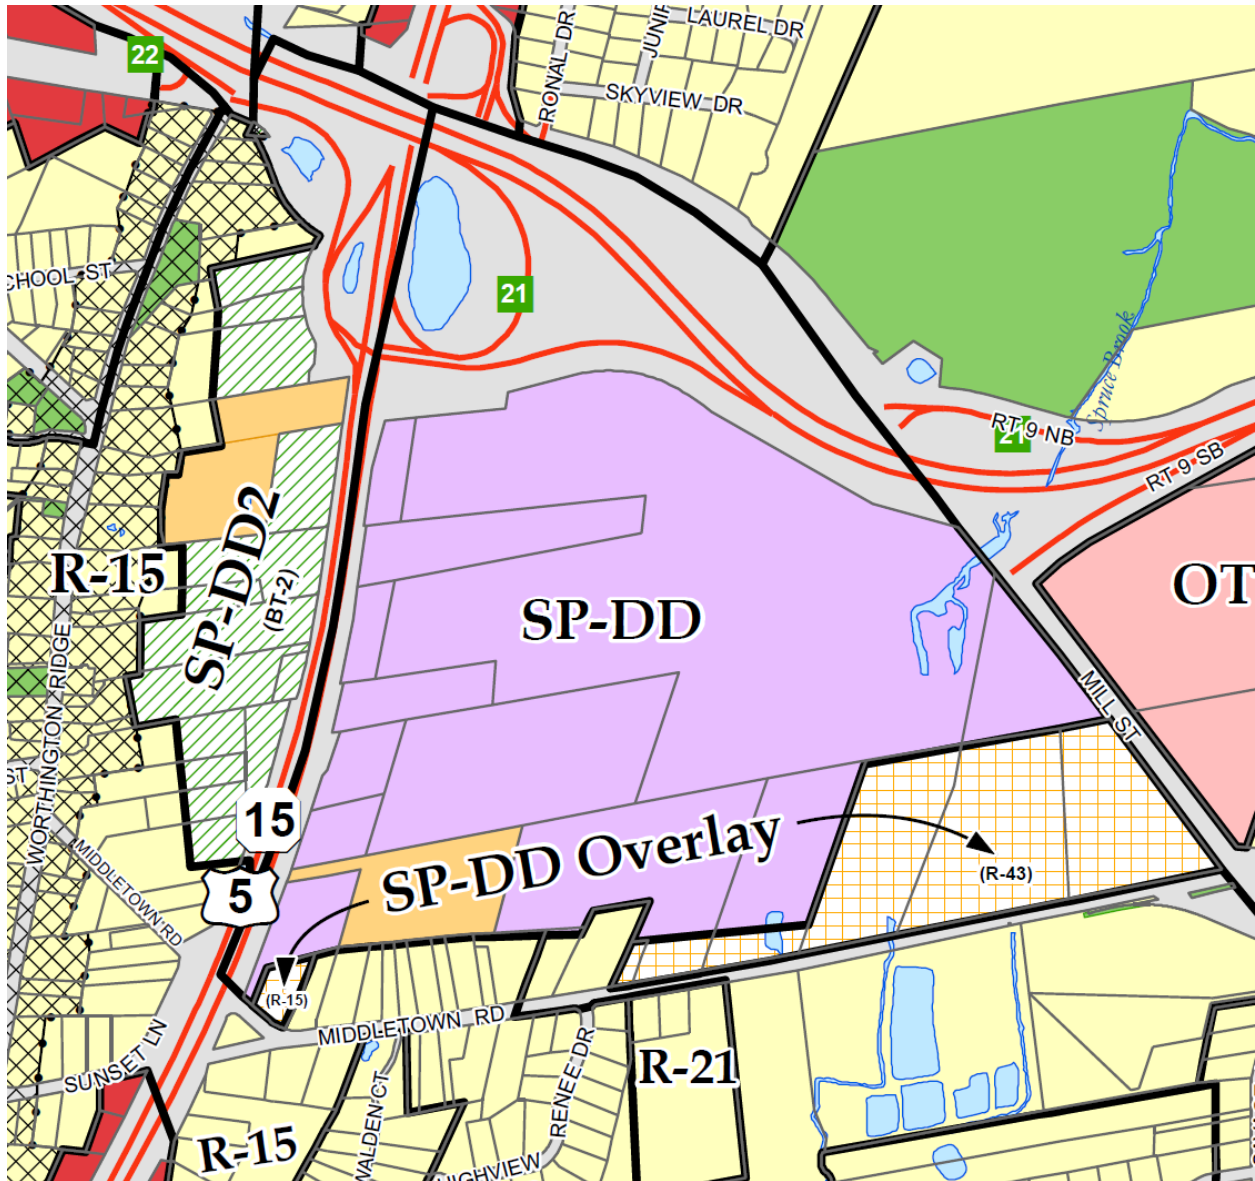 LAUREL DR
RONAL DR
SKYVIEW DR
22
CHOOL ST
21
Spruce Brook
RT 9 NB
21
RT 9 SB
R-15
SP-DD2
(BT-2)
SP-DD
OT
WORTHINGTON RIDGE
MILL ST
ST
15
MIDDLETOWN RD
5
SP-DD Overlay
(R-43)
(R-15)
MIDDLETOWN RD
SUNSET LN
RENEE DR
R-21
R-15
WALDEN CT
HIGHVIEW